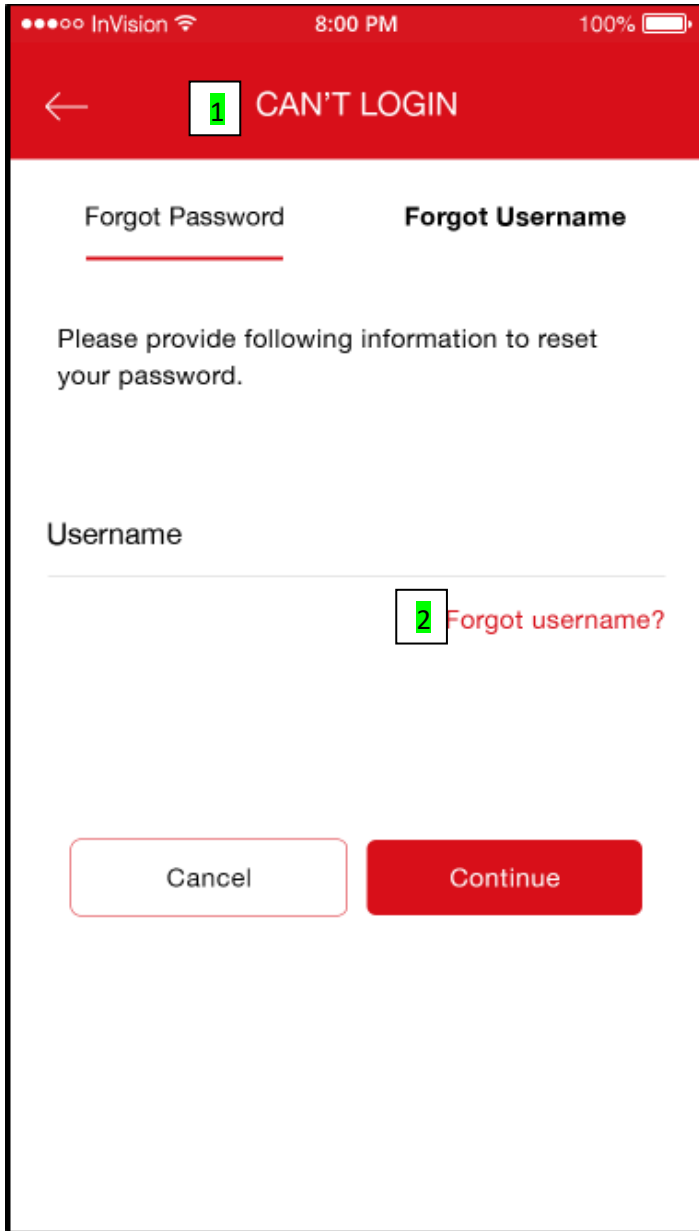 ●●●○○ InVision 8:00 PM 100%
1 CAN'T LOGIN
Forgot Password Forgot Username
Please provide following information to reset
your password.
Username
2 Forgot username?
Cancel Continue